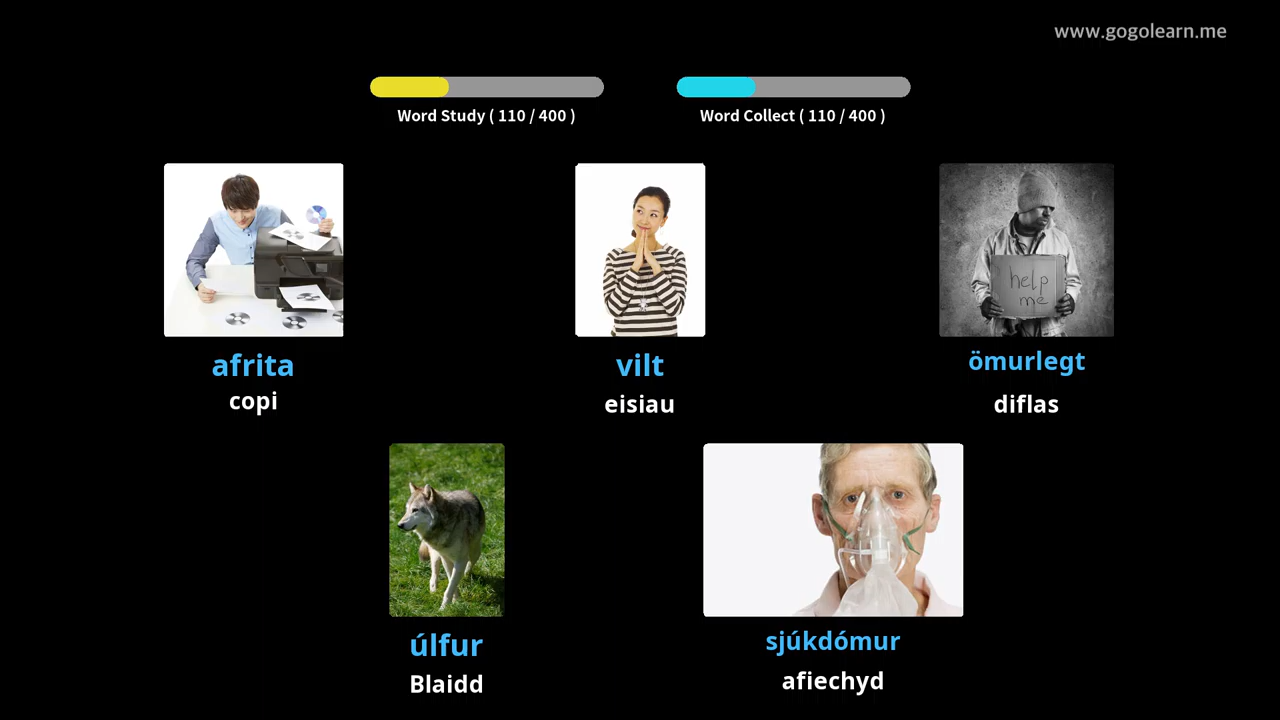 www.gogolearn.me
Word Study ( 110 / 400 )
Word Collect ( 110 / 400 )
help
me
afrita
copi
vilt
eisiau
ömurlegt
diflas
úlfur
Blaidd
sjúkdómur
afiechyd